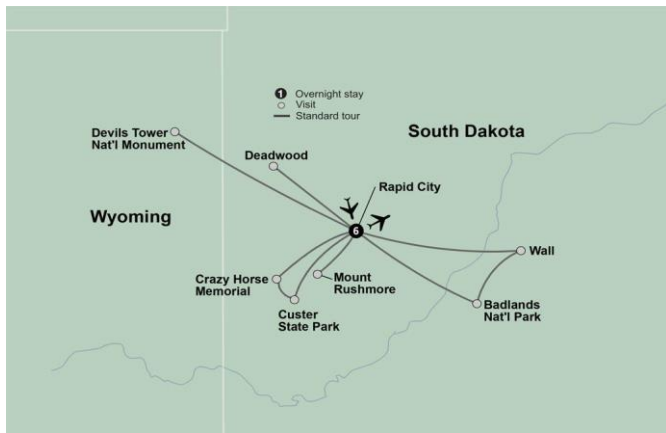 1 Overnight stay
Visit
Standard tour
South Dakota
Devils Tower
Nat'l Monument
Deadwood
Rapid City
Wyoming
6
Wall
Crazy Horse
Memorial
Mount
Rushmore
Custer
State Park
Badlands
Nat'l Park